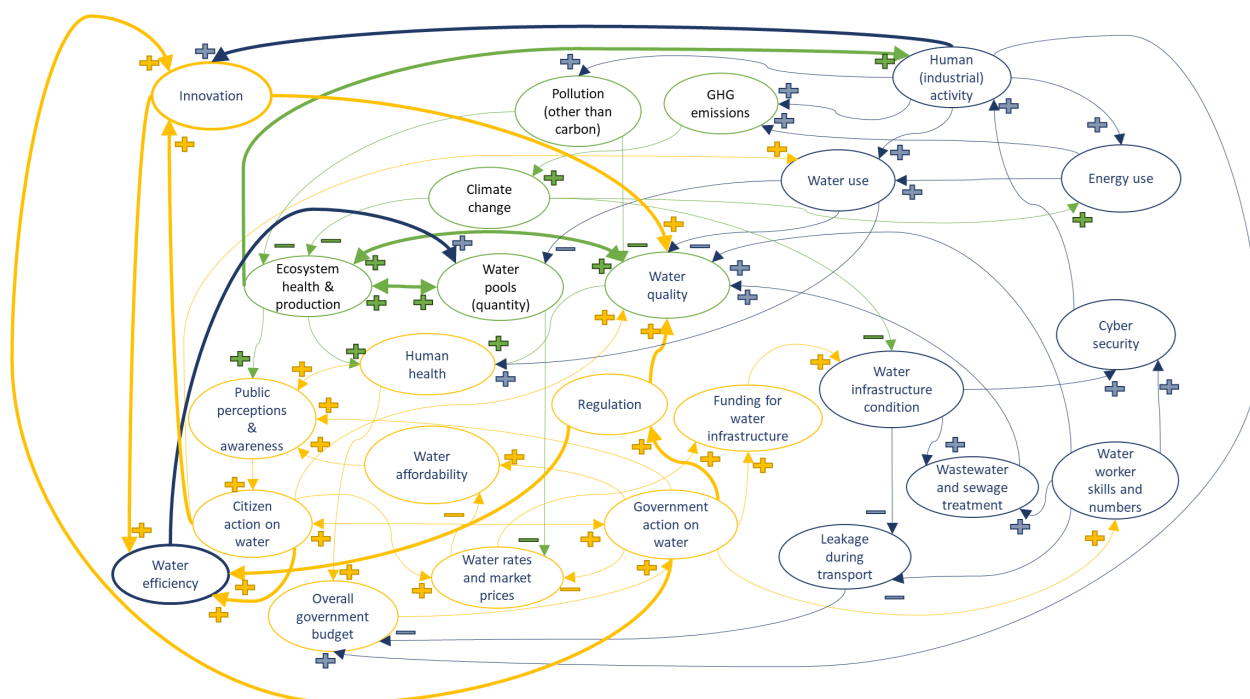 Human
(industrial)
activity
Innovation
Pollution
(other than
carbon)
GHG
emissions
Climate
change
Water use
Energy use
Ecosystem
health &
production
Water
pools
(quantity)
Water
quality
Cyber
security
Human
health
Water
infrastructure
condition
Public
perceptions
&
awareness
Regulation
Funding for
water
infrastructure
Water
affordability
Wastewater
and sewage
treatment
Water
worker
skills and
numbers
Citizen
action on
water
Government
action on
water
Water
efficiency
Water rates
and market
prices
Leakage
during
transport
Overall
government
budget